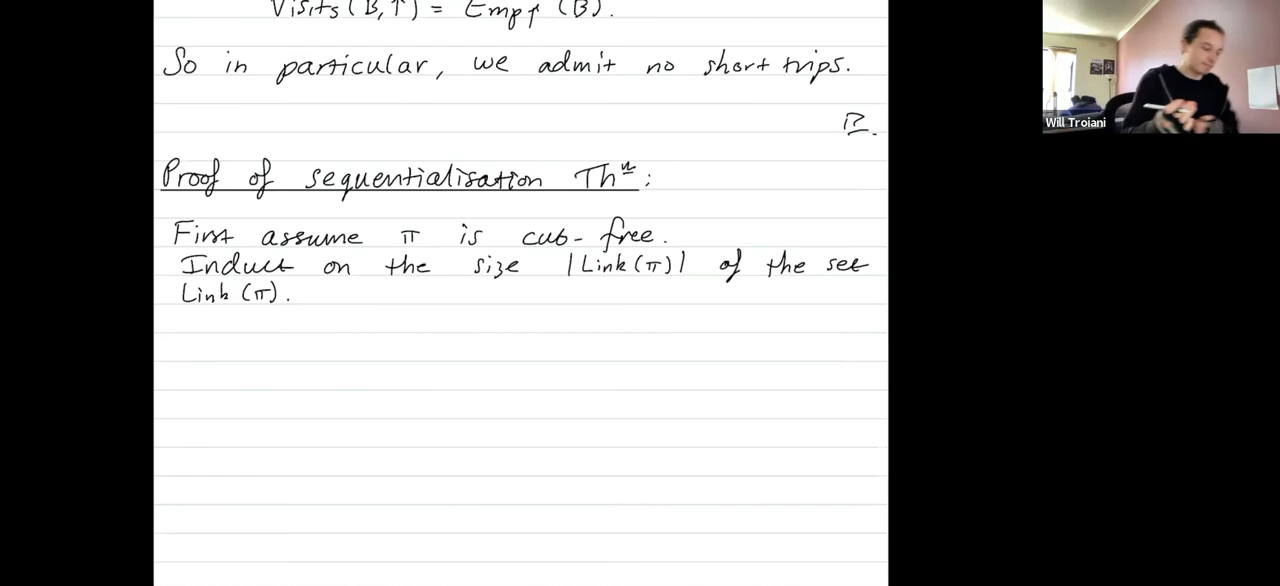 Visits (B, T) = Emp↑ (B).
So in particular, we admit no short trips.
Will Troiani
Proof of sequentialisation Thm:
First assume π is cut-free.
Induct on the size |Link(π)| of the set
Link (π).